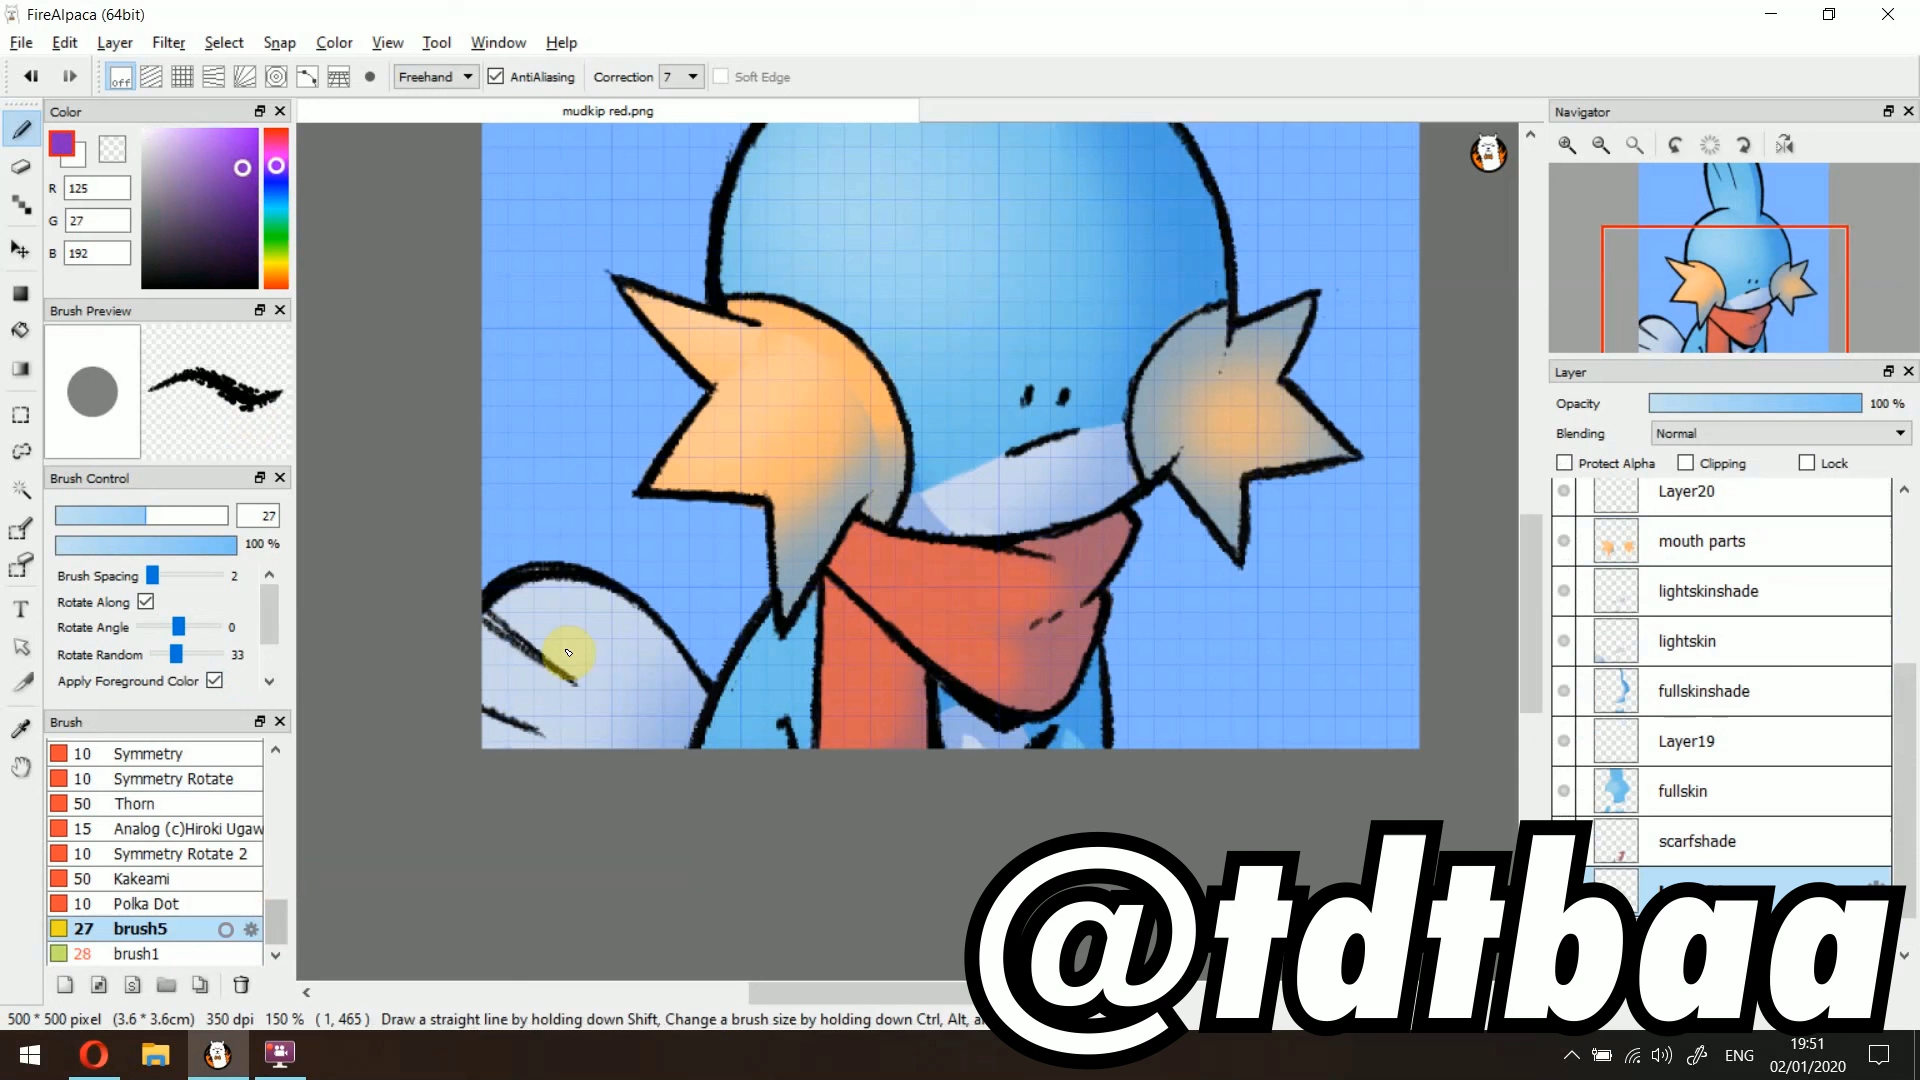 FireAlpaca (64bit)
File Edit Layer Filter Select Snap Color View Tool Window Help
off Freehand AntiAliasing Correction 7 Soft Edge
Color
mudkip red.png
Navigator
R 125
G 27
B 192
Brush Preview
Layer
Opacity 100 %
Blending Normal
Protect Alpha Clipping Lock
Brush Control
27
100 %
Brush Spacing 2
Rotate Along
Rotate Angle 0
Rotate Random 33
Apply Foreground Color
Layer20
mouth parts
lightskinshade
lightskin
fullskinshade
Layer19
fullskin
scarfshade
Brush
10 Symmetry
10 Symmetry Rotate
50 Thorn
15 Analog (c)Hiroki Ugaw
10 Symmetry Rotate 2
50 Kakeami
10 Polka Dot
27 brush5
28 brush1
@tdtbaa
500 * 500 pixel (3.6 * 3.6cm) 350 dpi 150 % ( 1, 465 ) Draw a straight line by holding down Shift, Change a brush size by holding down Ctrl, Alt,
ENG
19:51
02/01/2020